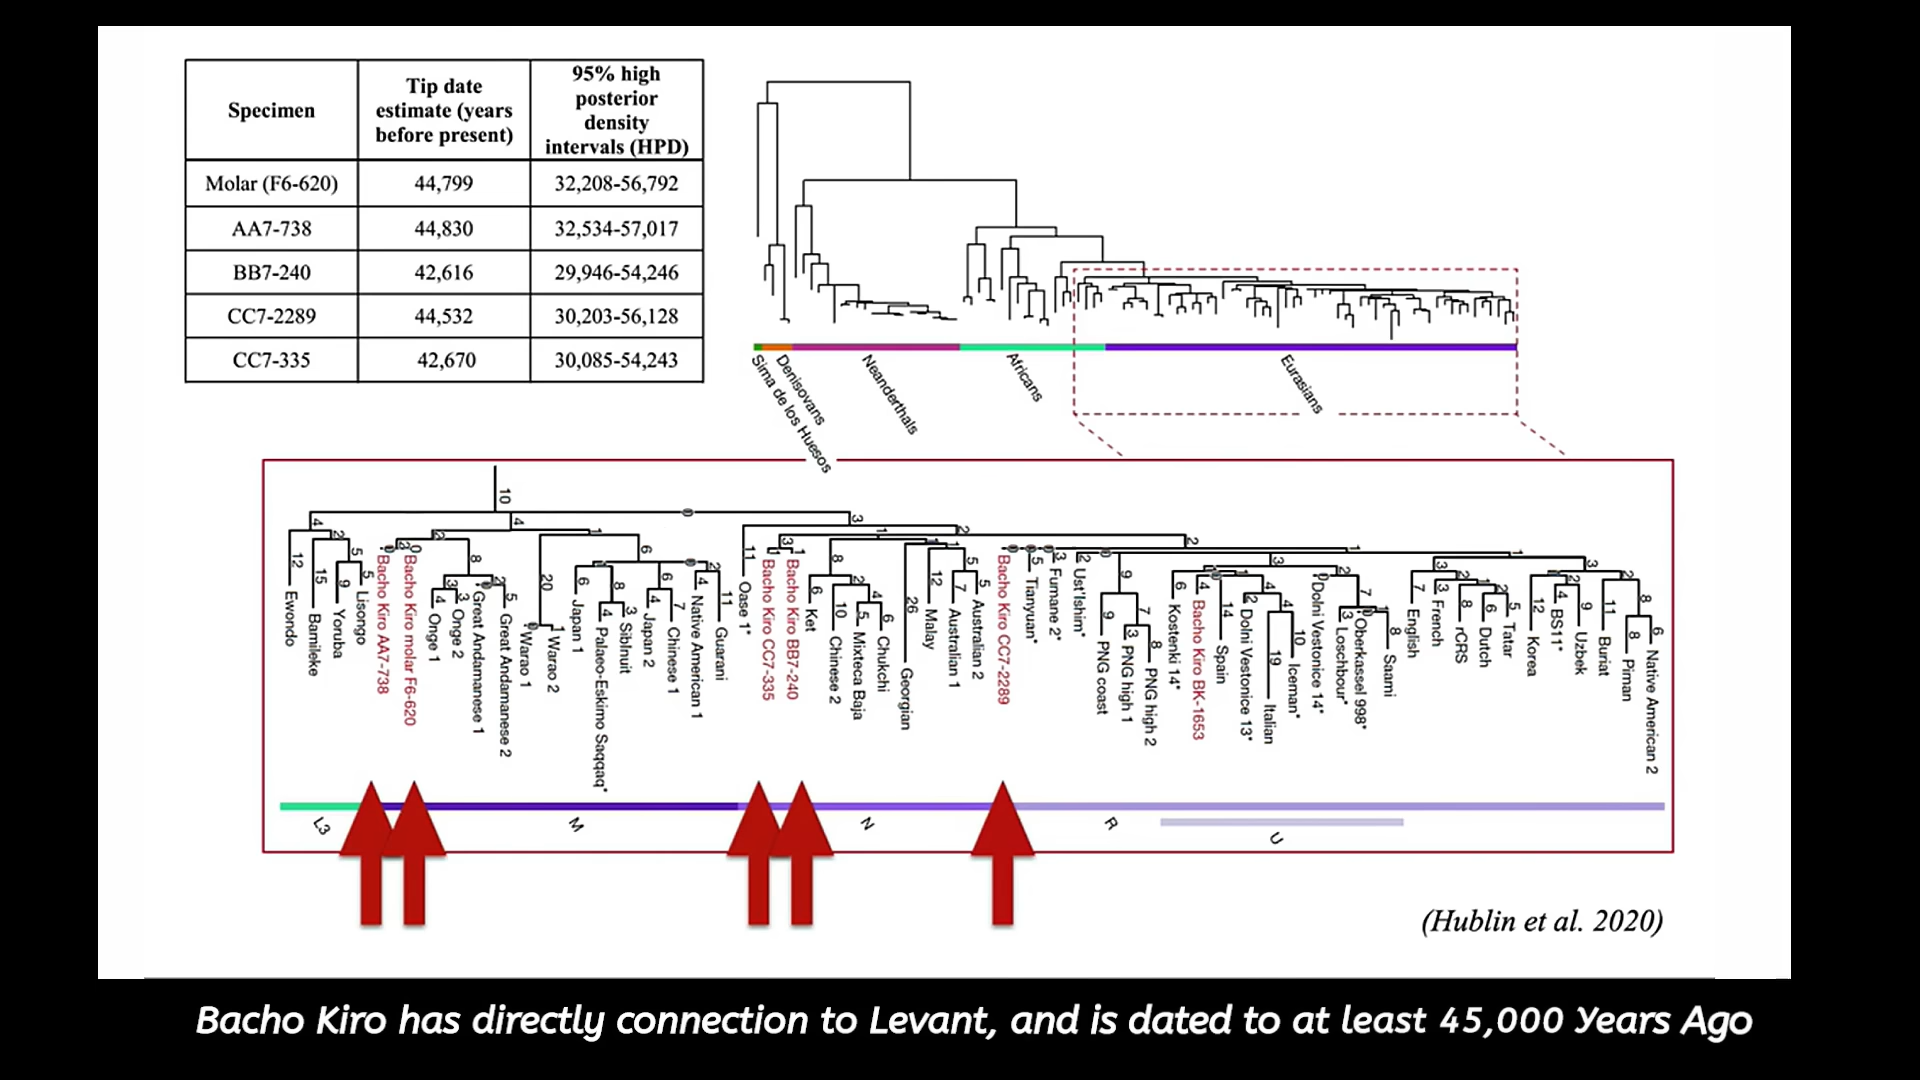 Specimen
Tip date
estimate (years
before present)
95% high
posterior
density
intervals (HPD)
Molar (F6-620)
44,799
32,208-56,792
AA7-738
44,830
32,534-57,017
BB7-240
42,616
29,946-54,246
CC7-2289
44,532
30,203-56,128
CC7-335
42,670
30,085-54,243
Sima de los Huesos
Denisovans
Neanderthals
Africans
Eurasians
10
4
3
Ewondo
Bamileke
Yoruba
Lisongo
Bacho Kiro AA7-738
Bacho Kiro molar F6-620
Onge 1
Onge 2
Great Andamanese 1
Great Andamanese 2
Warao 1
Warao 2
Japan 1
Palaeo-Eskimo Saqqaq*
SibInuit
Japan 2
Chinese 1
Native American 1
Guarani
Oase 1*
Bacho Kiro CC7-335
Bacho Kiro BB7-240
Ket
Chinese 2
Mixteca Baja
Chukchi
Georgian
Malay
Australian 1
Australian 2
Bacho Kiro CC7-2289
Tianyuan*
Fumane 2*
Ust'Ishim*
PNG coast
PNG high 1
PNG high 2
Kostenki 14*
Bacho Kiro BK-1653
Spain
Dolni Vestonice 13*
Italian
Iceman*
Dolni Vestonice 14*
Loschbour*
Oberkassel 998*
Saami
English
French
rCRS
Dutch
Tatar
Korea
BS11*
Uzbek
Buriat
Piman
Native American 2
L3
M
N
R
U
(Hublin et al. 2020)
Bacho Kiro has directly connection to Levant, and is dated to at least 45,000 Years Ago